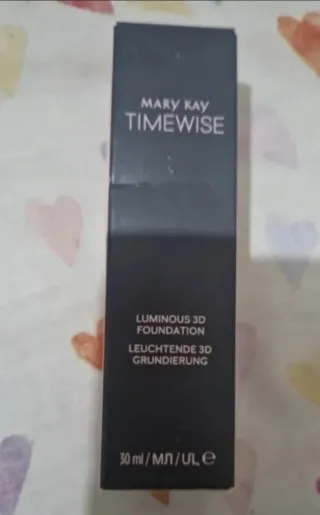 MARY KAY
TIMEWISE
LUMINOUS 3D
FOUNDATION
LEUCHTENDE 3D
GRUNDIERUNG
30 ml / МЛ / UL ℮